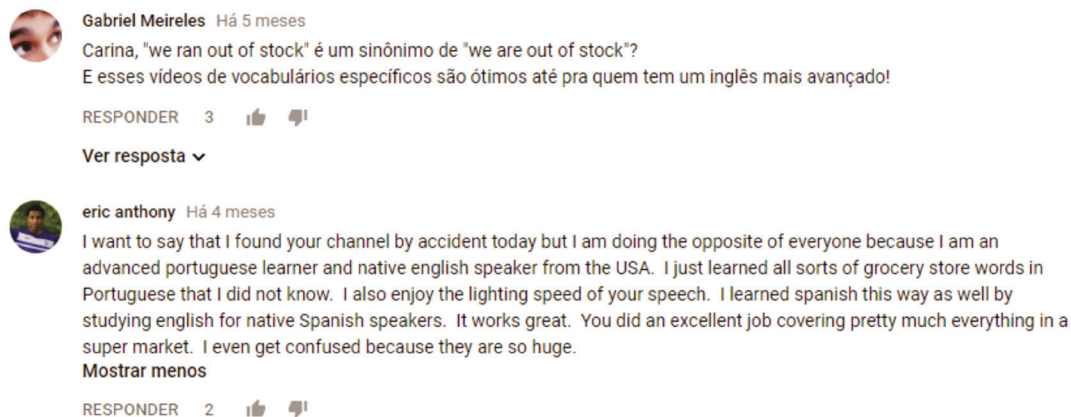 Gabriel Meireles Há 5 meses
Carina, "we ran out of stock" é um sinônimo de "we are out of stock"?
E esses vídeos de vocabulários específicos são ótimos até pra quem tem um inglês mais avançado!
RESPONDER 3
Ver resposta
eric anthony Há 4 meses
I want to say that I found your channel by accident today but I am doing the opposite of everyone because I am an
advanced portuguese learner and native english speaker from the USA. I just learned all sorts of grocery store words in
Portuguese that I did not know. I also enjoy the lighting speed of your speech. I learned spanish this way as well by
studying english for native Spanish speakers. It works great. You did an excellent job covering pretty much everything in a
super market. I even get confused because they are so huge.
Mostrar menos
RESPONDER 2